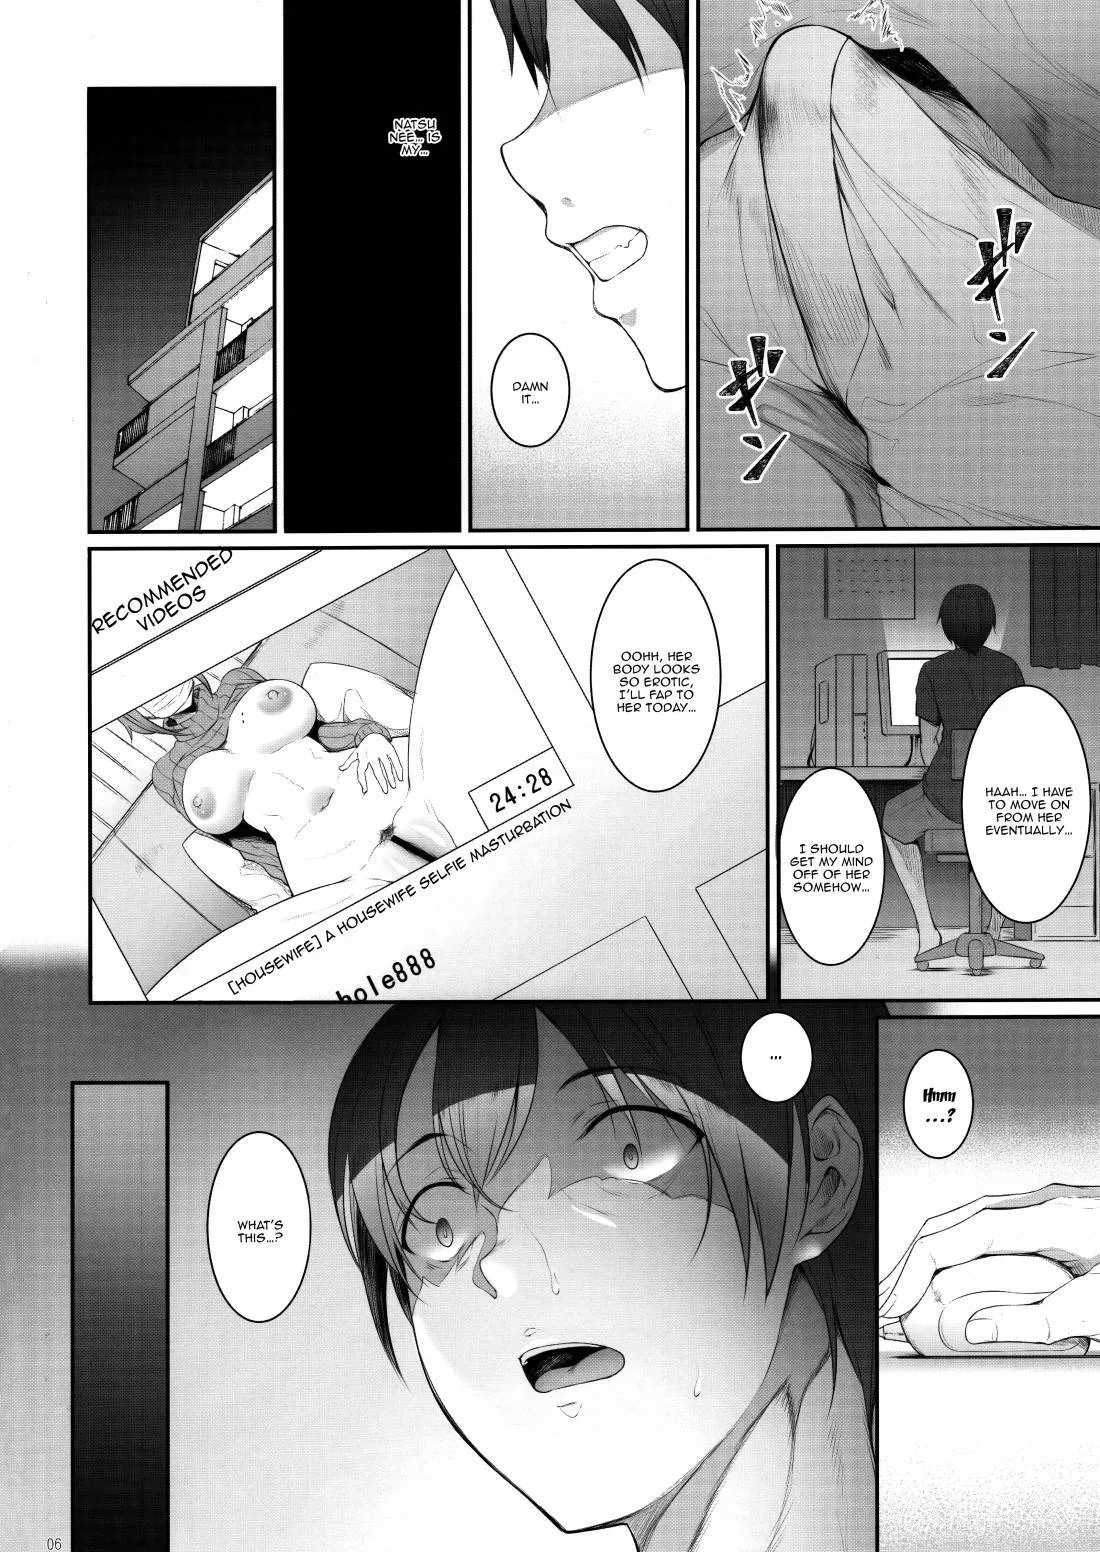 ギ
ン
ギ
ン
DAMN
IT...
NATSU
NEE... IS
MY...
HAAH... I HAVE
TO MOVE ON
FROM HER
EVENTUALLY...
I SHOULD
GET MY MIND
OFF OF HER
SOMEHOW...
OOHH, HER
BODY LOOKS
SO EROTIC,
I'LL FAP TO
HER TODAY...
RECOMMENDED
VIDEOS
24:28
[HOUSEWIFE] A HOUSEWIFE SELFIE MASTURBATION
hole888
Hmm
...?
...
WHAT'S
THIS...?
06